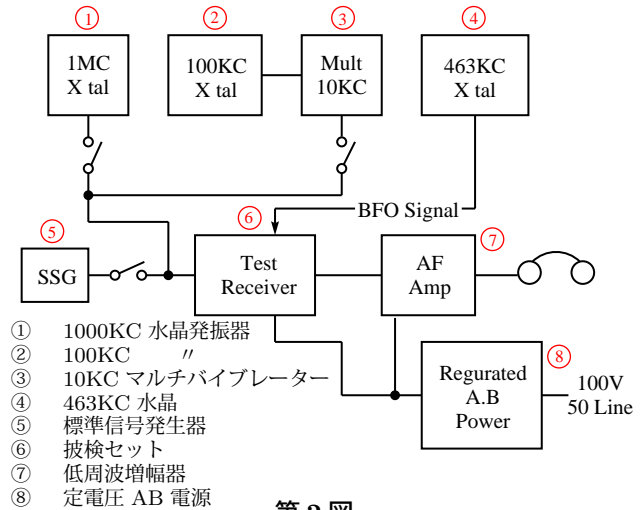 ① ② ③ ④
1MC
X tal
100KC
X tal
Mult
10KC
463KC
X tal
BFO Signal
⑤ ⑥ ⑦
SSG
Test
Receiver
AF
Amp
⑧
Regurated
A.B
Power
100V
50 Line
① 1000KC 水晶発振器
② 100KC 〃
③ 10KC マルチバイブレーター
④ 463KC 水晶
⑤ 標準信号発生器
⑥ 披検セット
⑦ 低周波増幅器
⑧ 定電圧 AB 電源